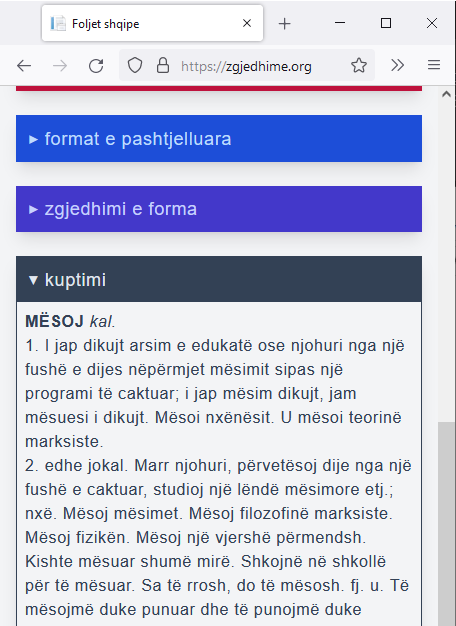 Foljet shqipe
https://zgjedhime.org
▸ format e pashtjelluara
▸ zgjedhimi e forma
▾ kuptimi
MËSOJ kal.
1. I jap dikujt arsim e edukatë ose njohuri nga një
fushë e dijes nëpërmjet mësimit sipas një
programi të caktuar; i jap mësim dikujt, jam
mësuesi i dikujt. Mësoi nxënësit. U mësoi teorinë
marksiste.
2. edhe jokal. Marr njohuri, përvetësoj dije nga një
fushë e caktuar, studioj një lëndë mësimore etj.;
nxë. Mësoj mësimet. Mësoj filozofinë marksiste.
Mësoj fizikën. Mësoj një vjershë përmendsh.
Kishte mësuar shumë mirë. Shkojnë në shkollë
për të mësuar. Sa të rrosh, do të mësosh. fj. u. Të
mësojmë duke punuar dhe të punojmë duke